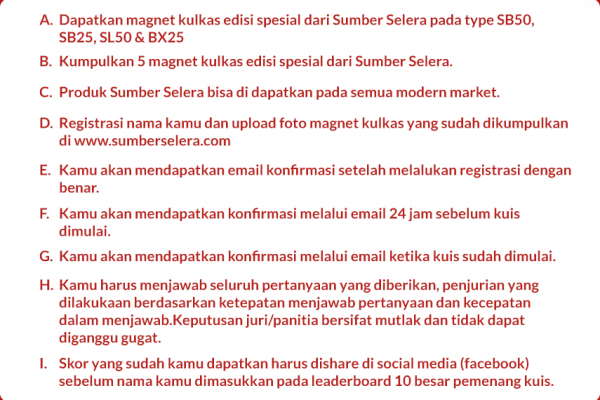 A. Dapatkan magnet kulkas edisi spesial dari Sumber Selera pada type SB50,
SB25, SL50 & BX25
B. Kumpulkan 5 magnet kulkas edisi spesial dari Sumber Selera.
C. Produk Sumber Selera bisa di dapatkan pada semua modern market.
D. Registrasi nama kamu dan upload foto magnet kulkas yang sudah dikumpulkan
di www.sumberselera.com
E. Kamu akan mendapatkan email konfirmasi setelah melalukan registrasi dengan
benar.
F. Kamu akan mendapatkan konfirmasi melalui email 24 jam sebelum kuis
dimulai.
G. Kamu akan mendapatkan konfirmasi melalui email ketika kuis sudah dimulai.
H. Kamu harus menjawab seluruh pertanyaan yang diberikan, penjurian yang
dilakukaan berdasarkan ketepatan menjawab pertanyaan dan kecepatan
dalam menjawab.Keputusan juri/panitia bersifat mutlak dan tidak dapat
diganggu gugat.
I. Skor yang sudah kamu dapatkan harus dishare di social media (facebook)
sebelum nama kamu dimasukkan pada leaderboard 10 besar pemenang kuis.